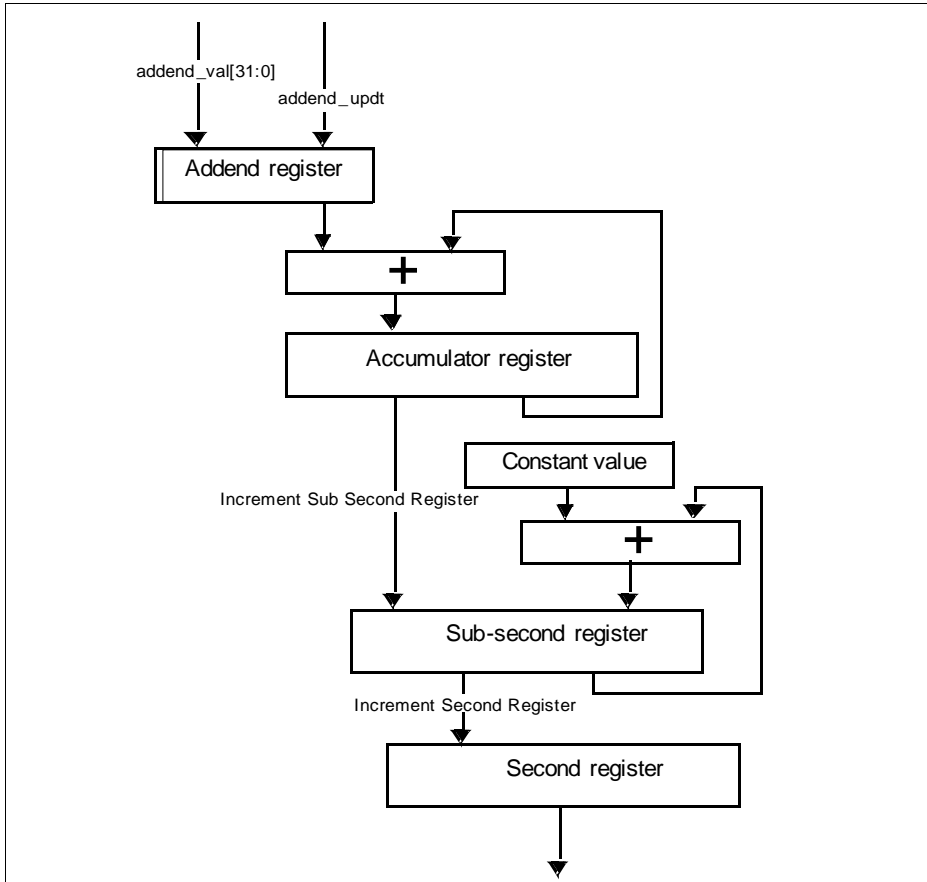 addend_val[31:0]
addend_updt
Addend register
+
Accumulator register
Constant value
Increment Sub Second Register
+
Sub-second register
Increment Second Register
Second register